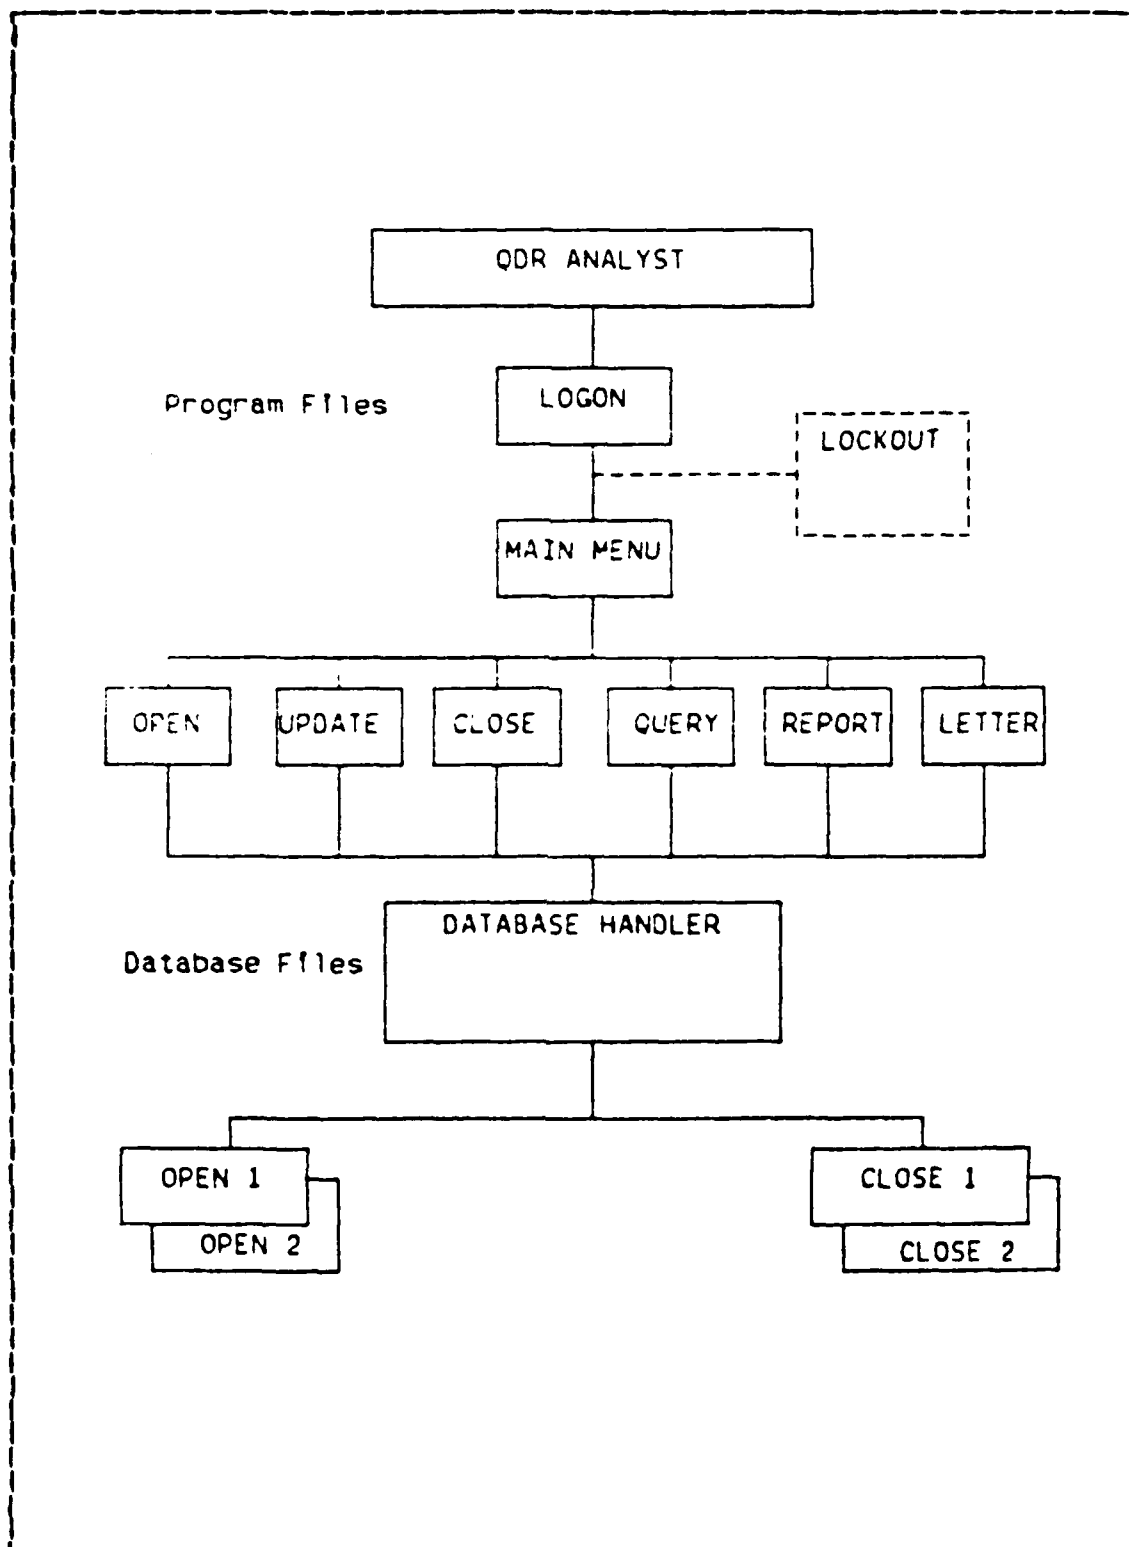 QDR ANALYST
Program Files
LOGON
LOCKOUT
MAIN MENU
OPEN UPDATE CLOSE QUERY REPORT LETTER
DATABASE HANDLER
Database Files
OPEN 1
CLOSE 1
OPEN 2
CLOSE 2